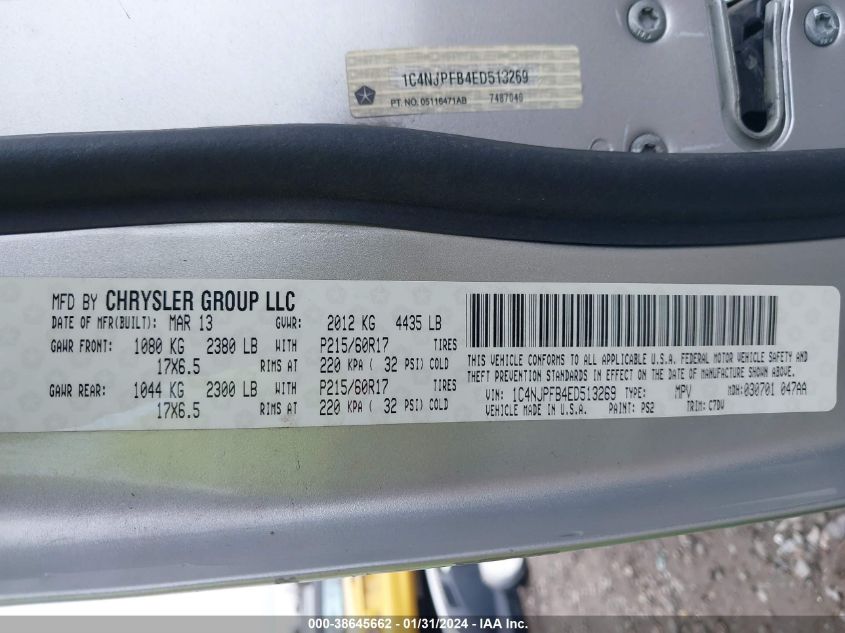 1C4NJPFB4ED513269
PT. NO. 05116471AB 7487046
MFD BY CHRYSLER GROUP LLC
DATE OF MFR(BUILT): MAR 13 GVWR: 2012 KG 4435 LB
GAWR FRONT: 1080 KG 2380 LB WITH P215/60R17 TIRES
17X6.5 RIMS AT 220 KPA ( 32 PSI) COLD
GAWR REAR: 1044 KG 2300 LB WITH P215/60R17 TIRES
17X6.5 RIMS AT 220 KPA ( 32 PSI) COLD
THIS VEHICLE CONFORMS TO ALL APPLICABLE U.S.A. FEDERAL MOTOR VEHICLE SAFETY AND
THEFT PREVENTION STANDARDS IN EFFECT ON THE DATE OF MANUFACTURE SHOWN ABOVE.
VIN: 1C4NJPFB4ED513269 TYPE: MPV MDH: 030701 047AA
VEHICLE MADE IN U.S.A. PAINT: PS2 TRIM: C7DV
000-38645662 - 01/31/2024 - IAA Inc.